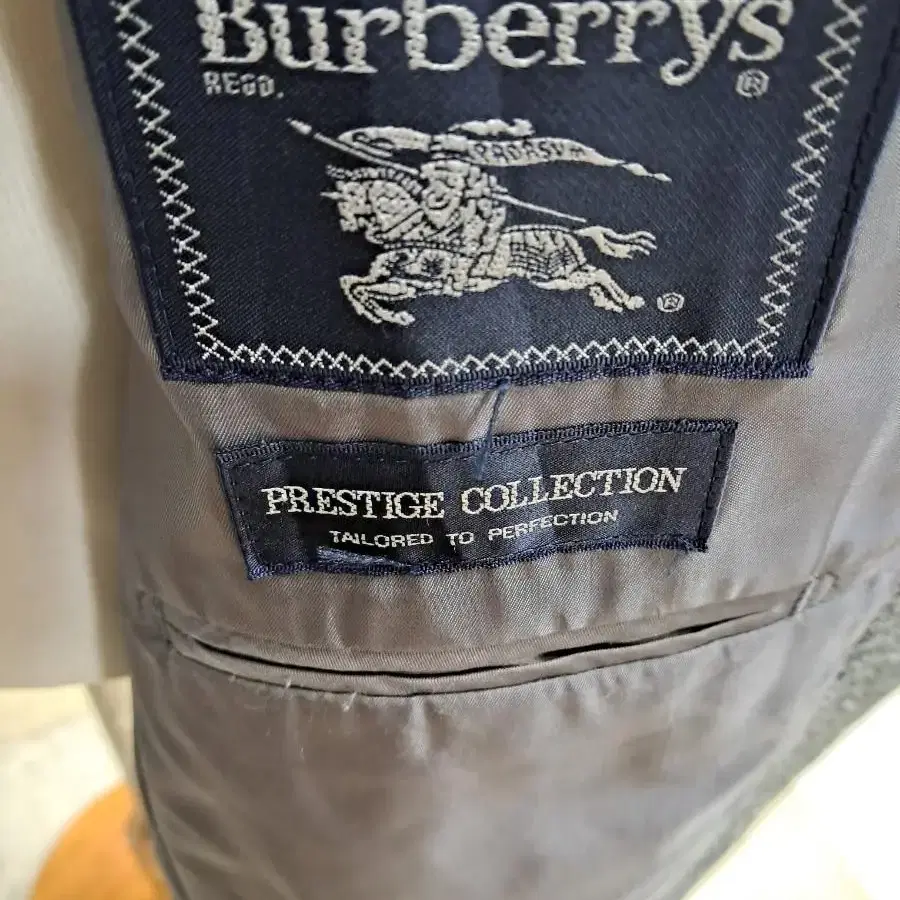 Burberrys
REGD. ®
PRORSUM
®
PRESTIGE COLLECTION
TAILORED TO PERFECTION